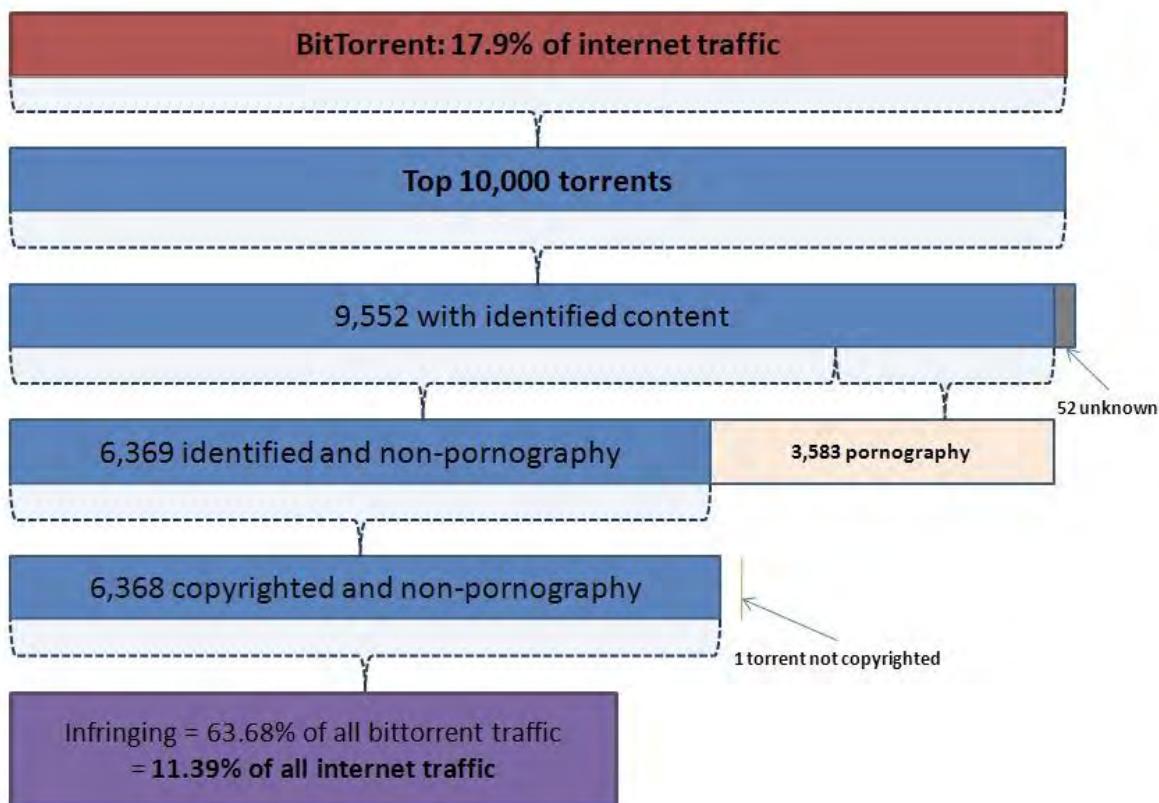 BitTorrent: 17.9% of internet traffic
Top 10,000 torrents
9,552 with identified content
52 unknown
6,369 identified and non-pornography
3,583 pornography
6,368 copyrighted and non-pornography
1 torrent not copyrighted
Infringing = 63.68% of all bittorrent traffic
= 11.39% of all internet traffic